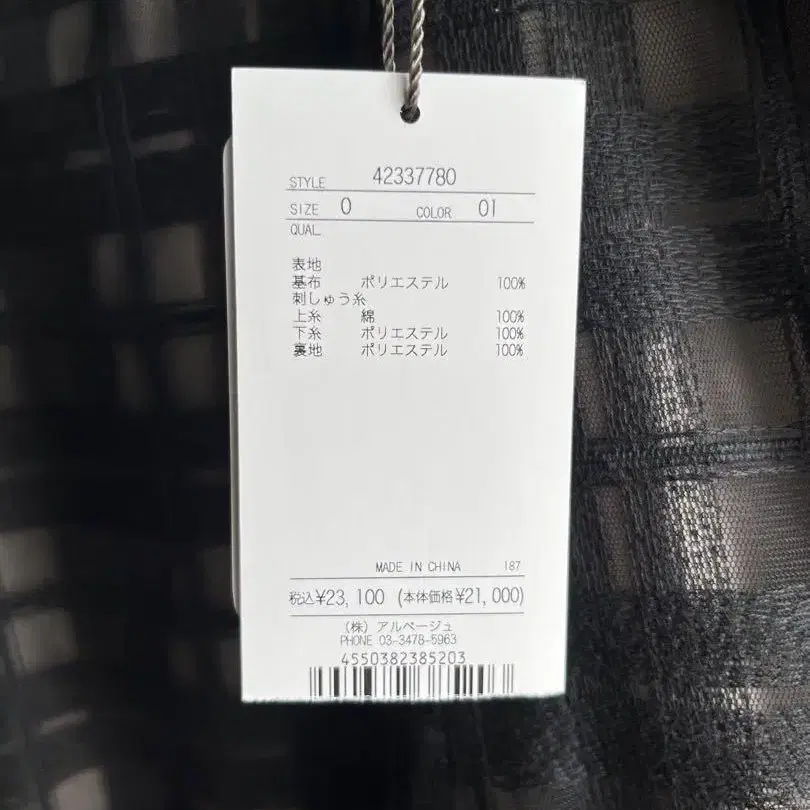 STYLE 42337780
SIZE 0 COLOR 01
QUAL.
表地
基布 ポリエステル 100%
刺しゅう糸
上糸 綿 100%
下糸 ポリエステル 100%
裏地 ポリエステル 100%
MADE IN CHINA 187
税込¥23,100 (本体価格¥21,000)
(株) アルページュ
PHONE 03-3478-5963
4550382385203